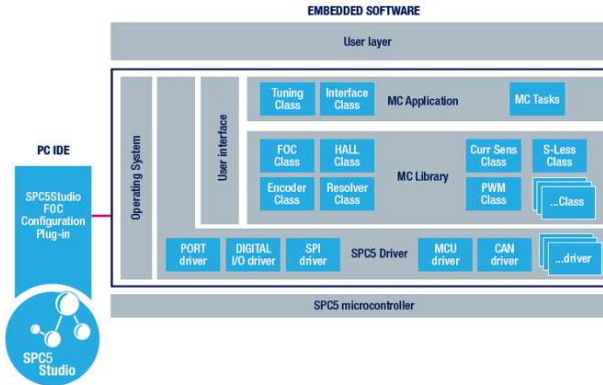 EMBEDDED SOFTWARE
User layer
Operating System
User interface
Tuning
Class
Interface
Class
MC Application
MC Tasks
FOC
Class
HALL
Class
MC Library
Curr Sens
Class
S-Less
Class
Encoder
Class
Resolver
Class
PWM
Class
...Class
PORT
driver
DIGITAL
I/O driver
SPI
driver
SPC5 Driver
MCU
driver
CAN
driver
...driver
SPC5 microcontroller
PC IDE
SPC5Studio
FOC
Configuration
Plug-in
SPC5
Studio